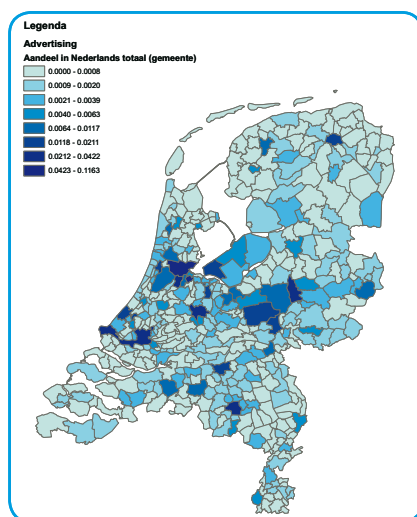 Legenda
Advertising
Aandeel in Nederlands totaal (gemeente)
0.0000 - 0.0008
0.0009 - 0.0020
0.0021 - 0.0039
0.0040 - 0.0063
0.0064 - 0.0117
0.0118 - 0.0211
0.0212 - 0.0422
0.0423 - 0.1163